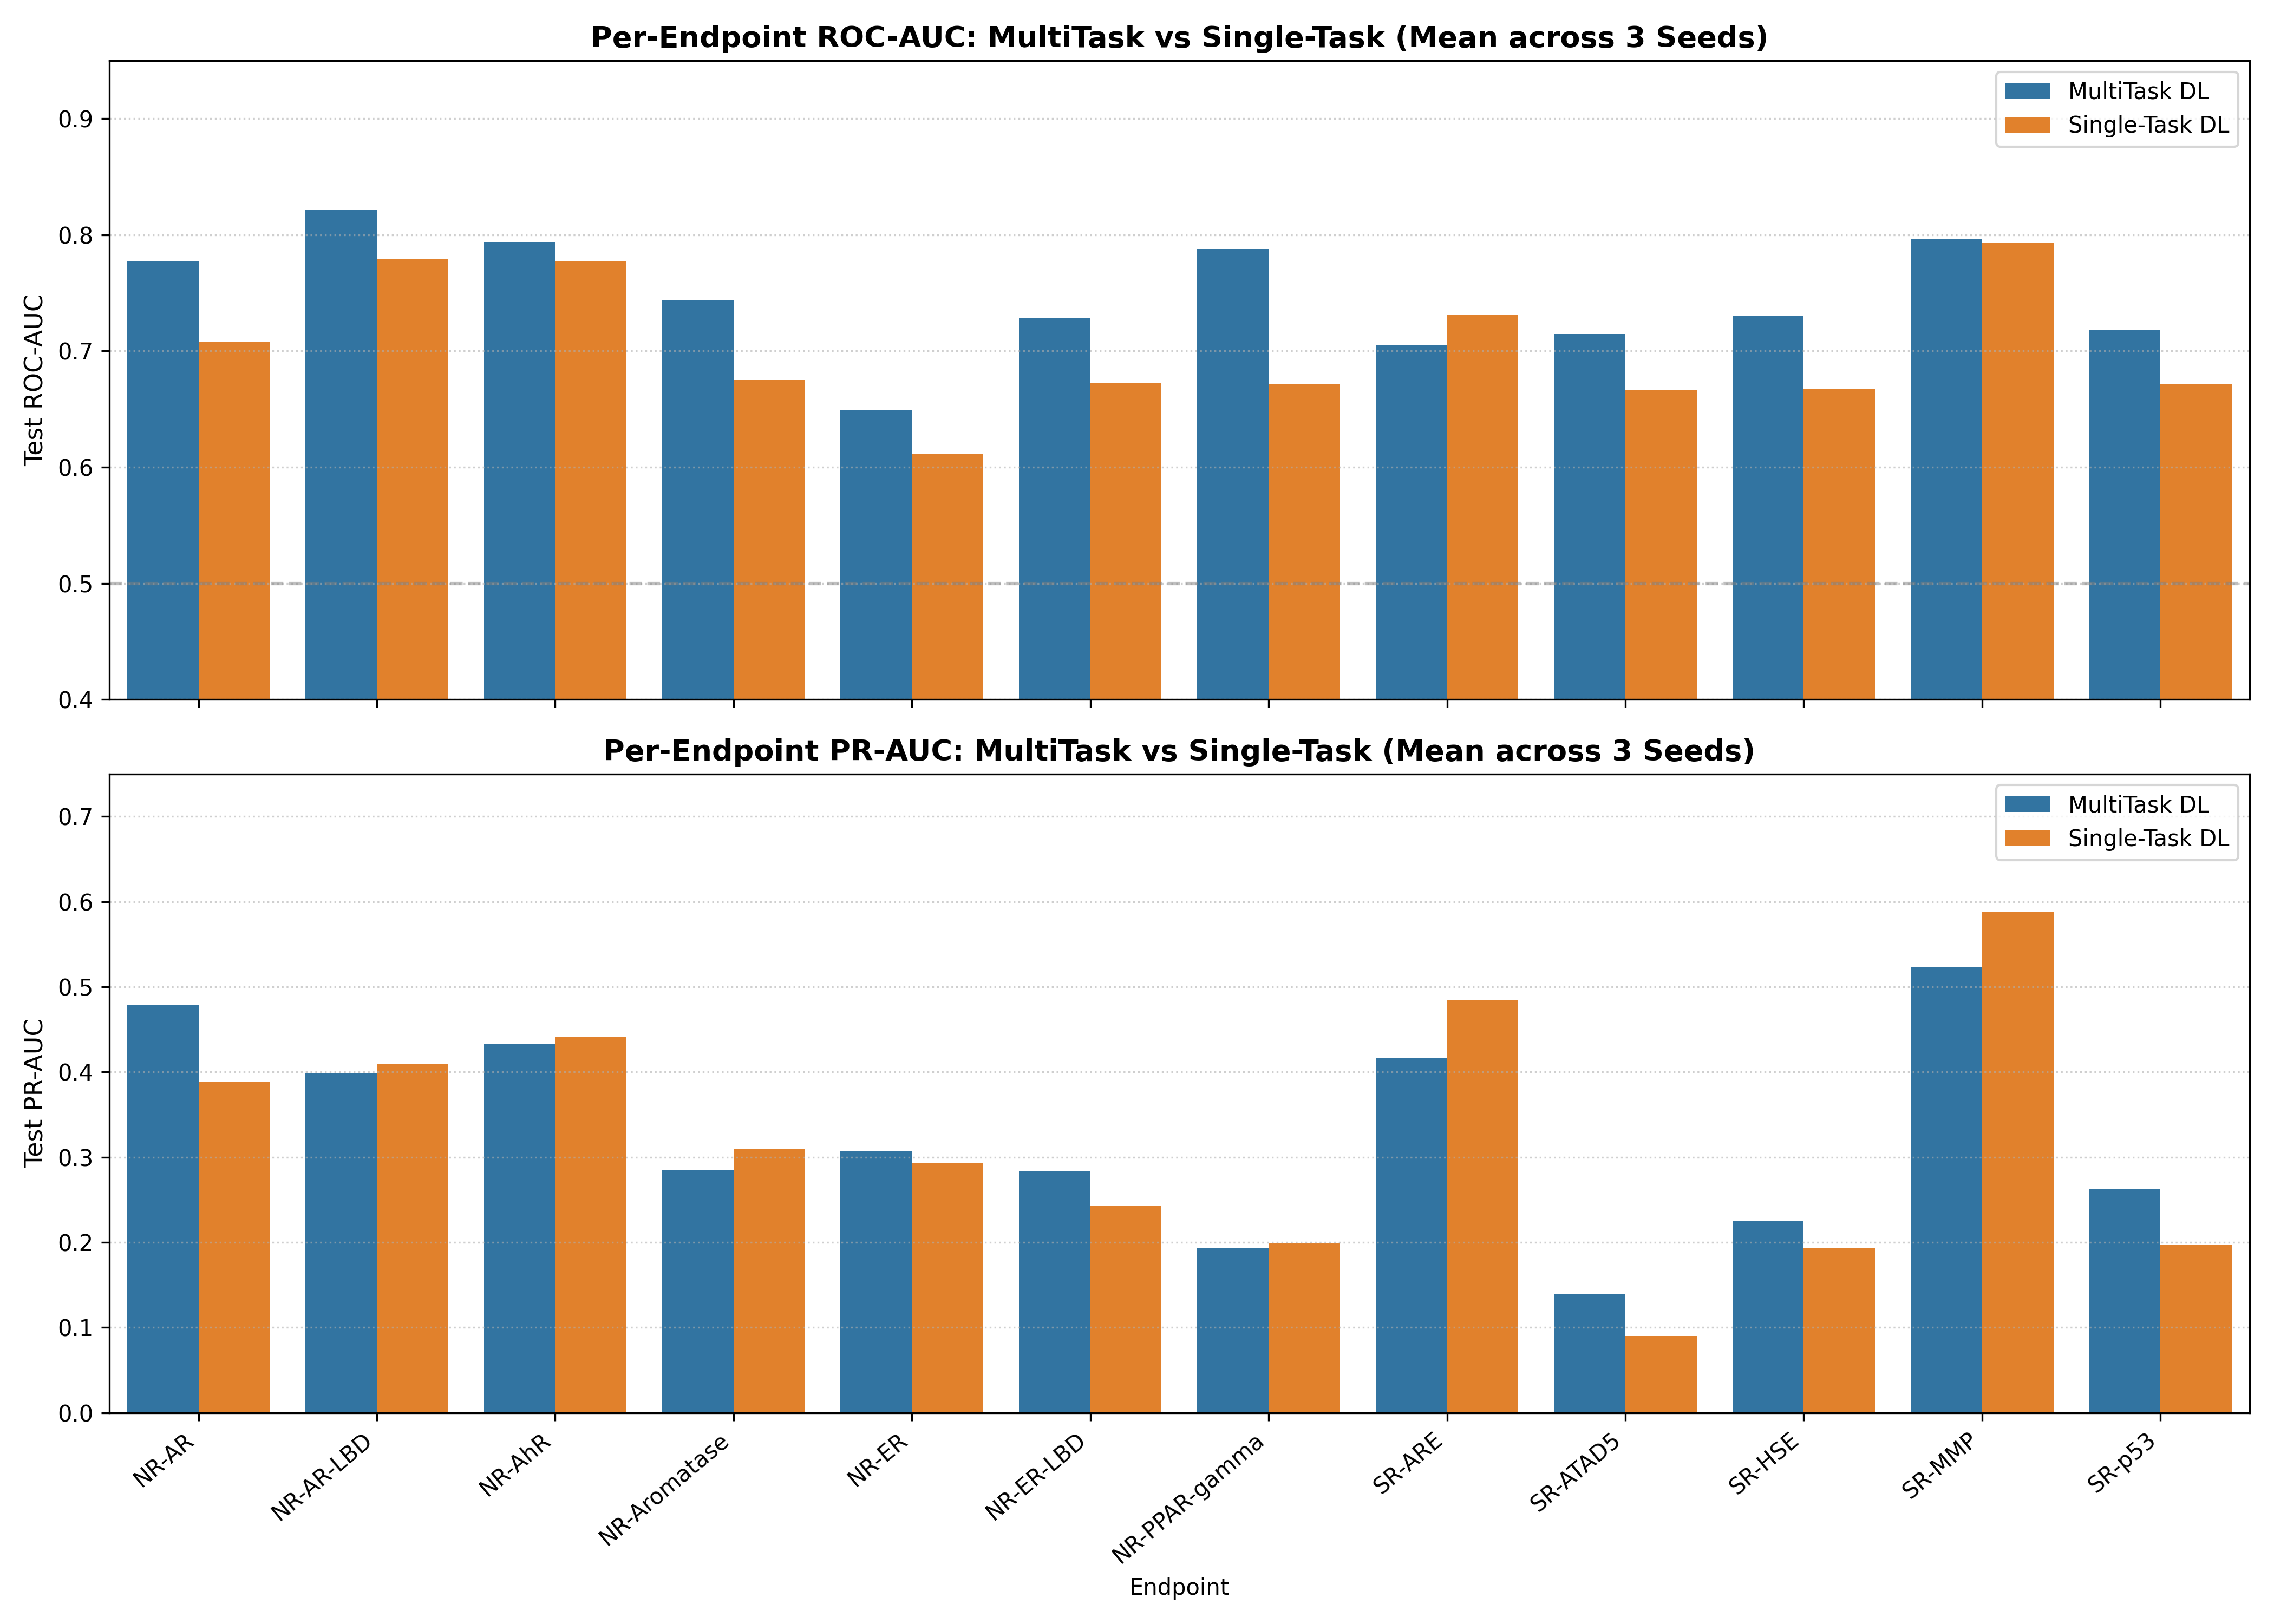 Per-Endpoint ROC-AUC: MultiTask vs Single-Task (Mean across 3 Seeds)
MultiTask DL
Single-Task DL
Test ROC-AUC
0.9
0.8
0.7
0.6
0.5
0.4
Per-Endpoint PR-AUC: MultiTask vs Single-Task (Mean across 3 Seeds)
MultiTask DL
Single-Task DL
Test PR-AUC
0.7
0.6
0.5
0.4
0.3
0.2
0.1
0.0
NR-AR
NR-AR-LBD
NR-AhR
NR-Aromatase
NR-ER
NR-ER-LBD
NR-PPAR-gamma
SR-ARE
SR-ATAD5
SR-HSE
SR-MMP
SR-p53
Endpoint